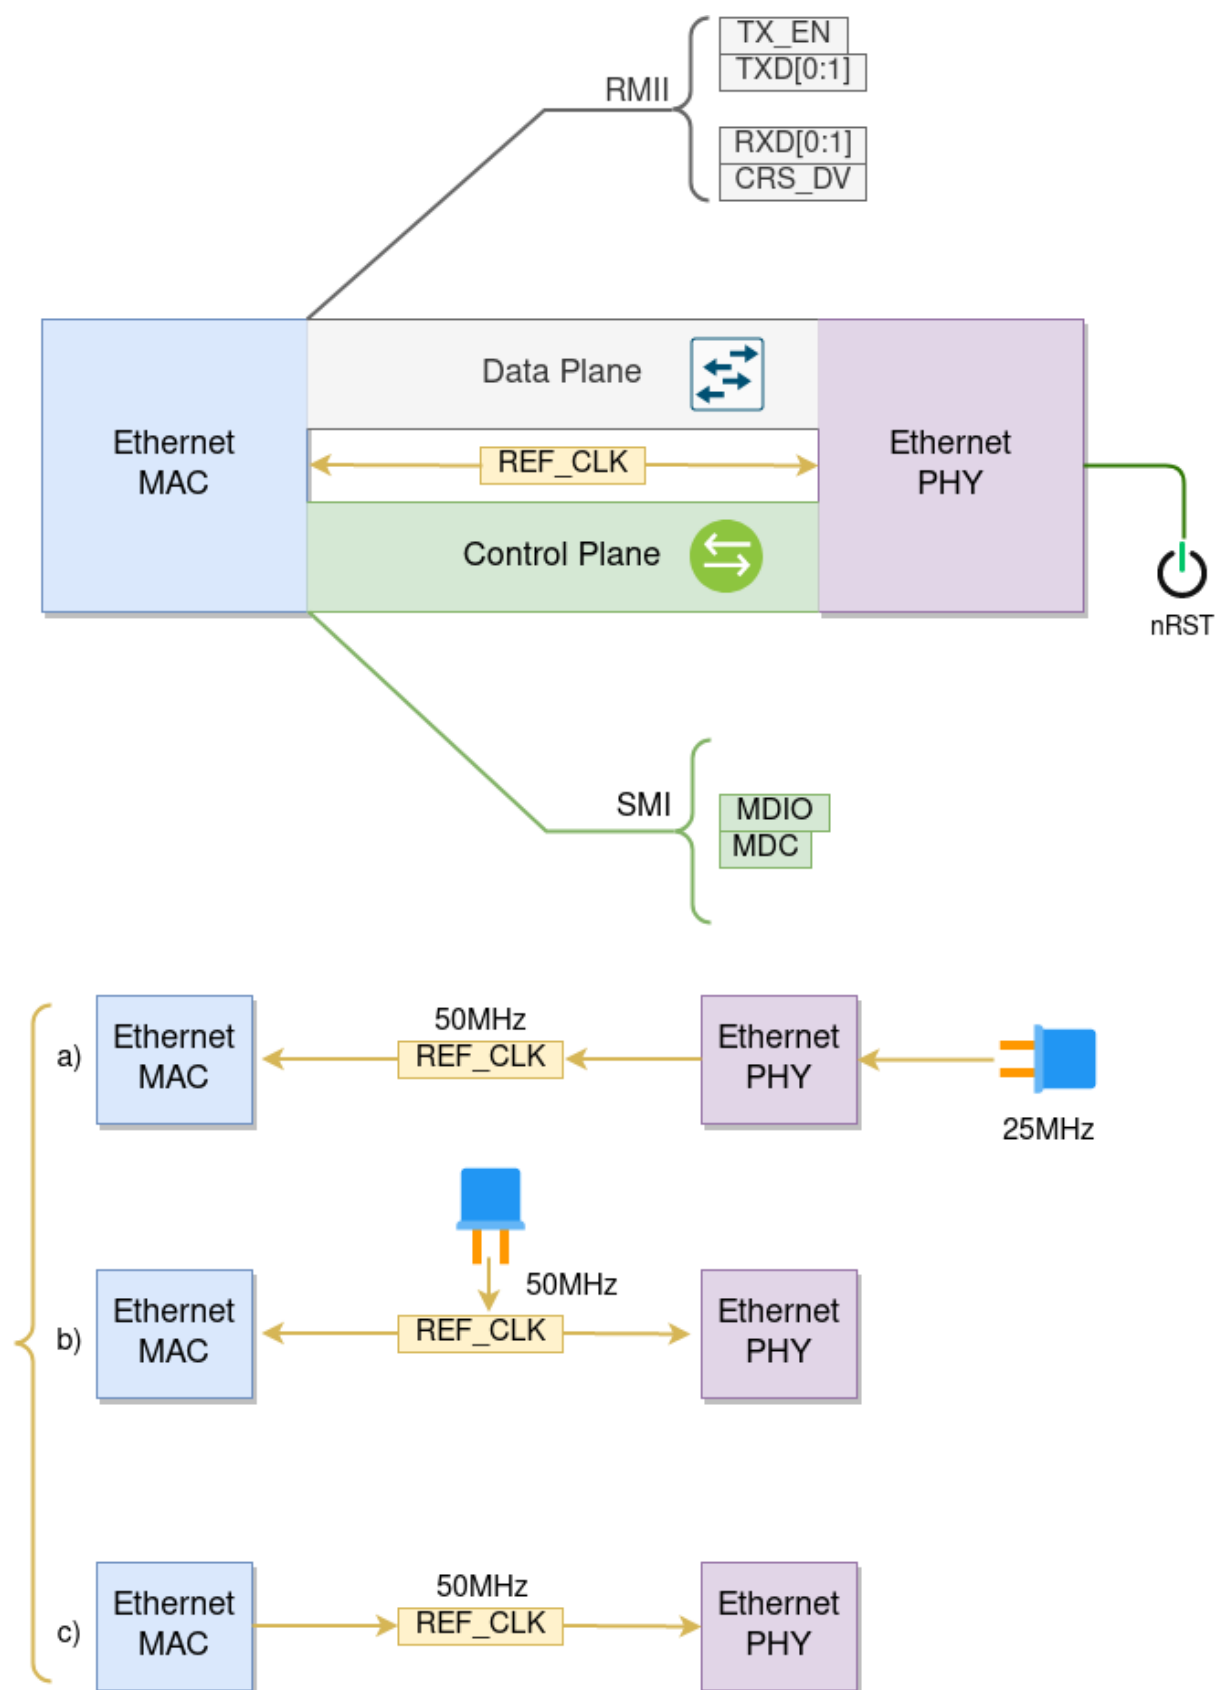 TX_EN
TXD[0:1]
RMII
RXD[0:1]
CRS_DV
Data Plane
Ethernet
MAC
REF_CLK
Ethernet
PHY
Control Plane
nRST
SMI
MDIO
MDC
a)
Ethernet
MAC
50MHz
REF_CLK
Ethernet
PHY
25MHz
b)
Ethernet
MAC
50MHz
REF_CLK
Ethernet
PHY
c)
Ethernet
MAC
50MHz
REF_CLK
Ethernet
PHY